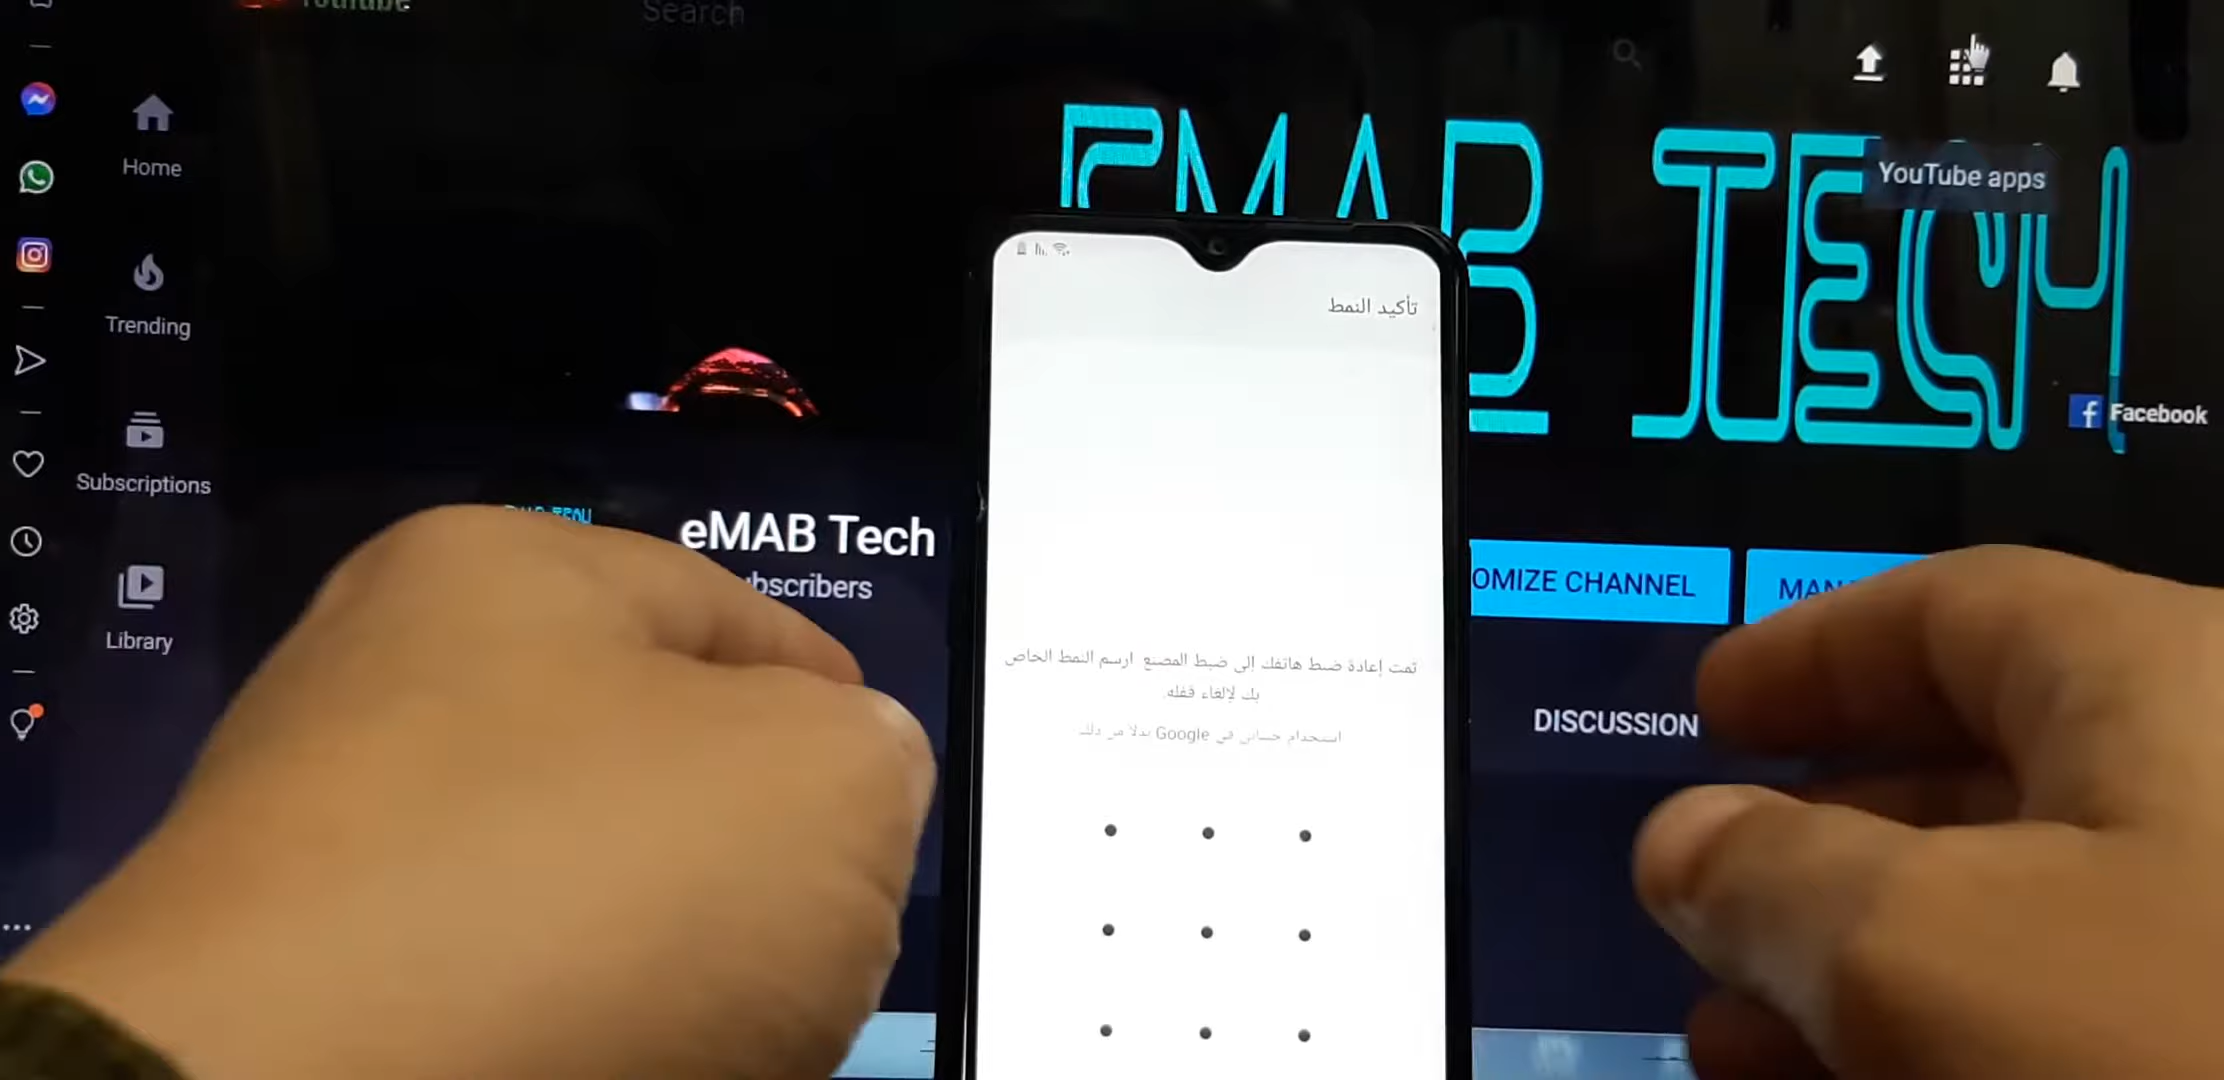 YouTube
Search
Home
Trending
Subscriptions
Library
YouTube apps
Facebook
eMAB Tech
OMIZE CHANNEL
DISCUSSION
تأكيد النمط
تمت إعادة ضبط هاتفك إلى ضبط المصنع ارسم النمط الخاص
بك لإلغاء قفله.
استخدام حسابي في Google بدلاً من ذلك